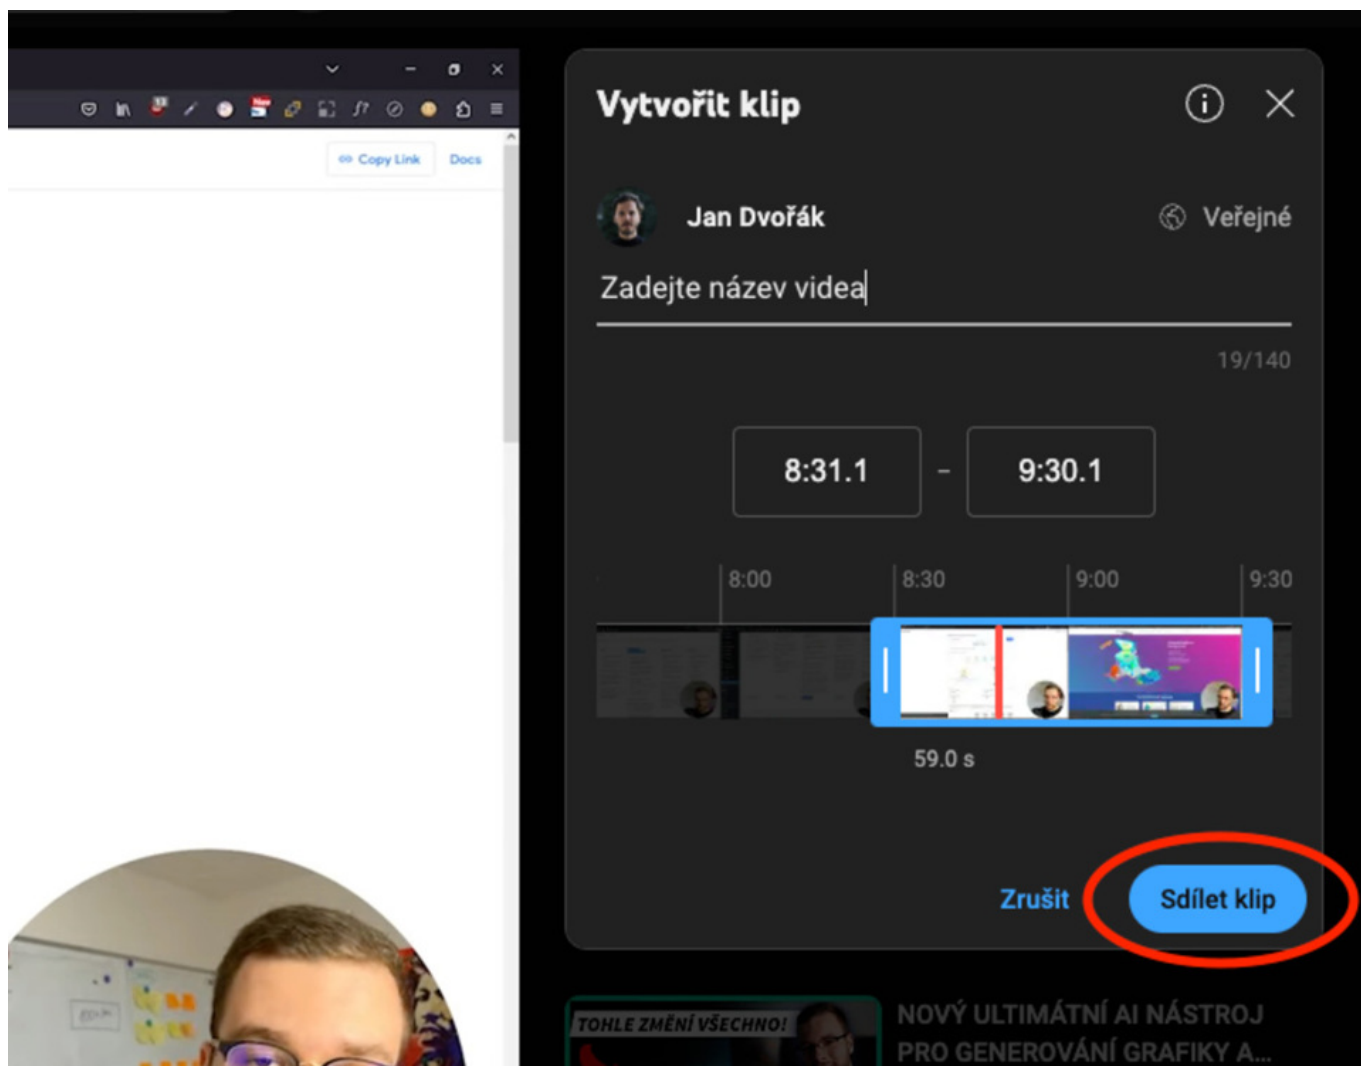 Copy Link Docs
Vytvořit klip
Jan Dvořák
Veřejné
Zadejte název videa
19/140
8:31.1 – 9:30.1
8:00 8:30 9:00 9:30
59.0 s
Zrušit
Sdílet klip
TOHLE ZMĚNÍ VŠECHNO!
NOVÝ ULTIMÁTNÍ AI NÁSTROJ
PRO GENEROVÁNÍ GRAFIKY A...